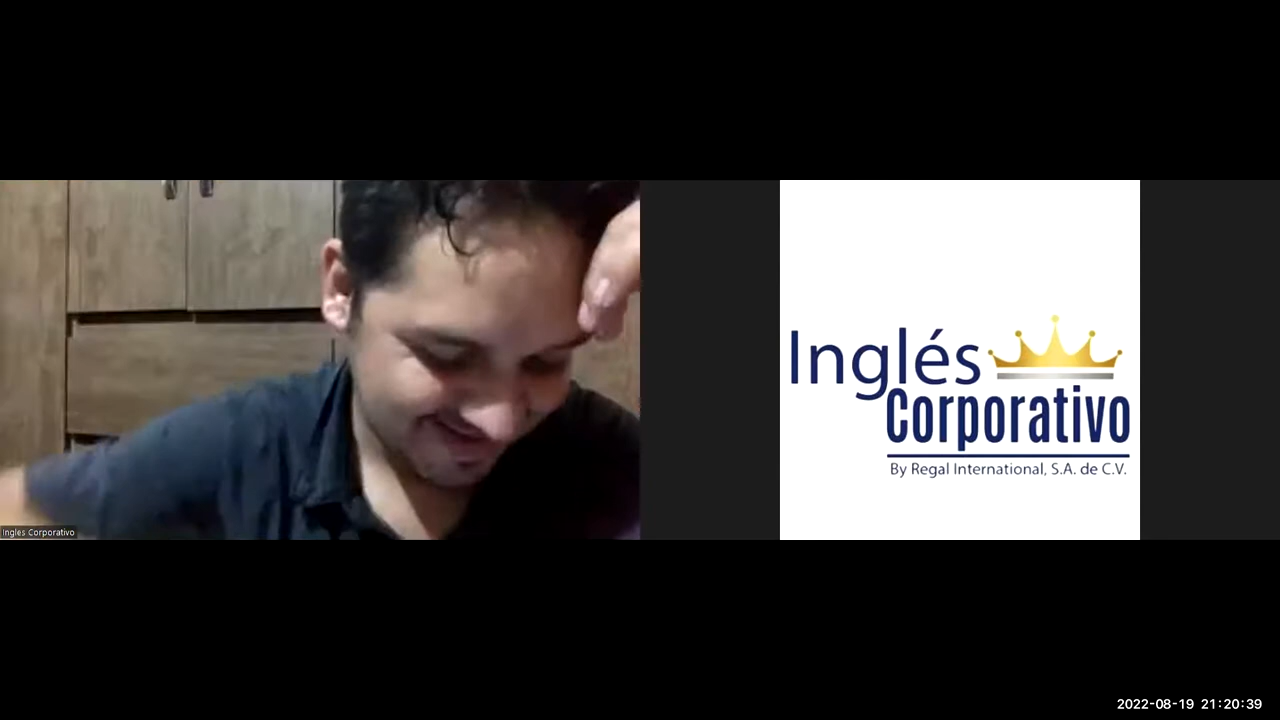 Inglés
Corporativo
By Regal International, S.A. de C.V.
Ingles Corporativo
2022-08-19 21:20:39